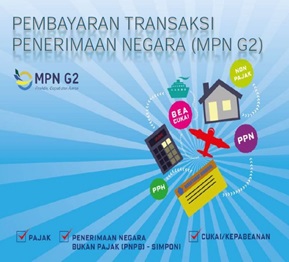 PEMBAYARAN TRANSAKSI
PENERIMAAN NEGARA (MPN G2)
MPN G2
NON
PAJAK
BEA
CUKAI
PPN
PPH
PAJAK
PENERIMAAN NEGARA
BUKAN PAJAK (PNPB) - SIMPONI
CUKAI/KEPABEANAN